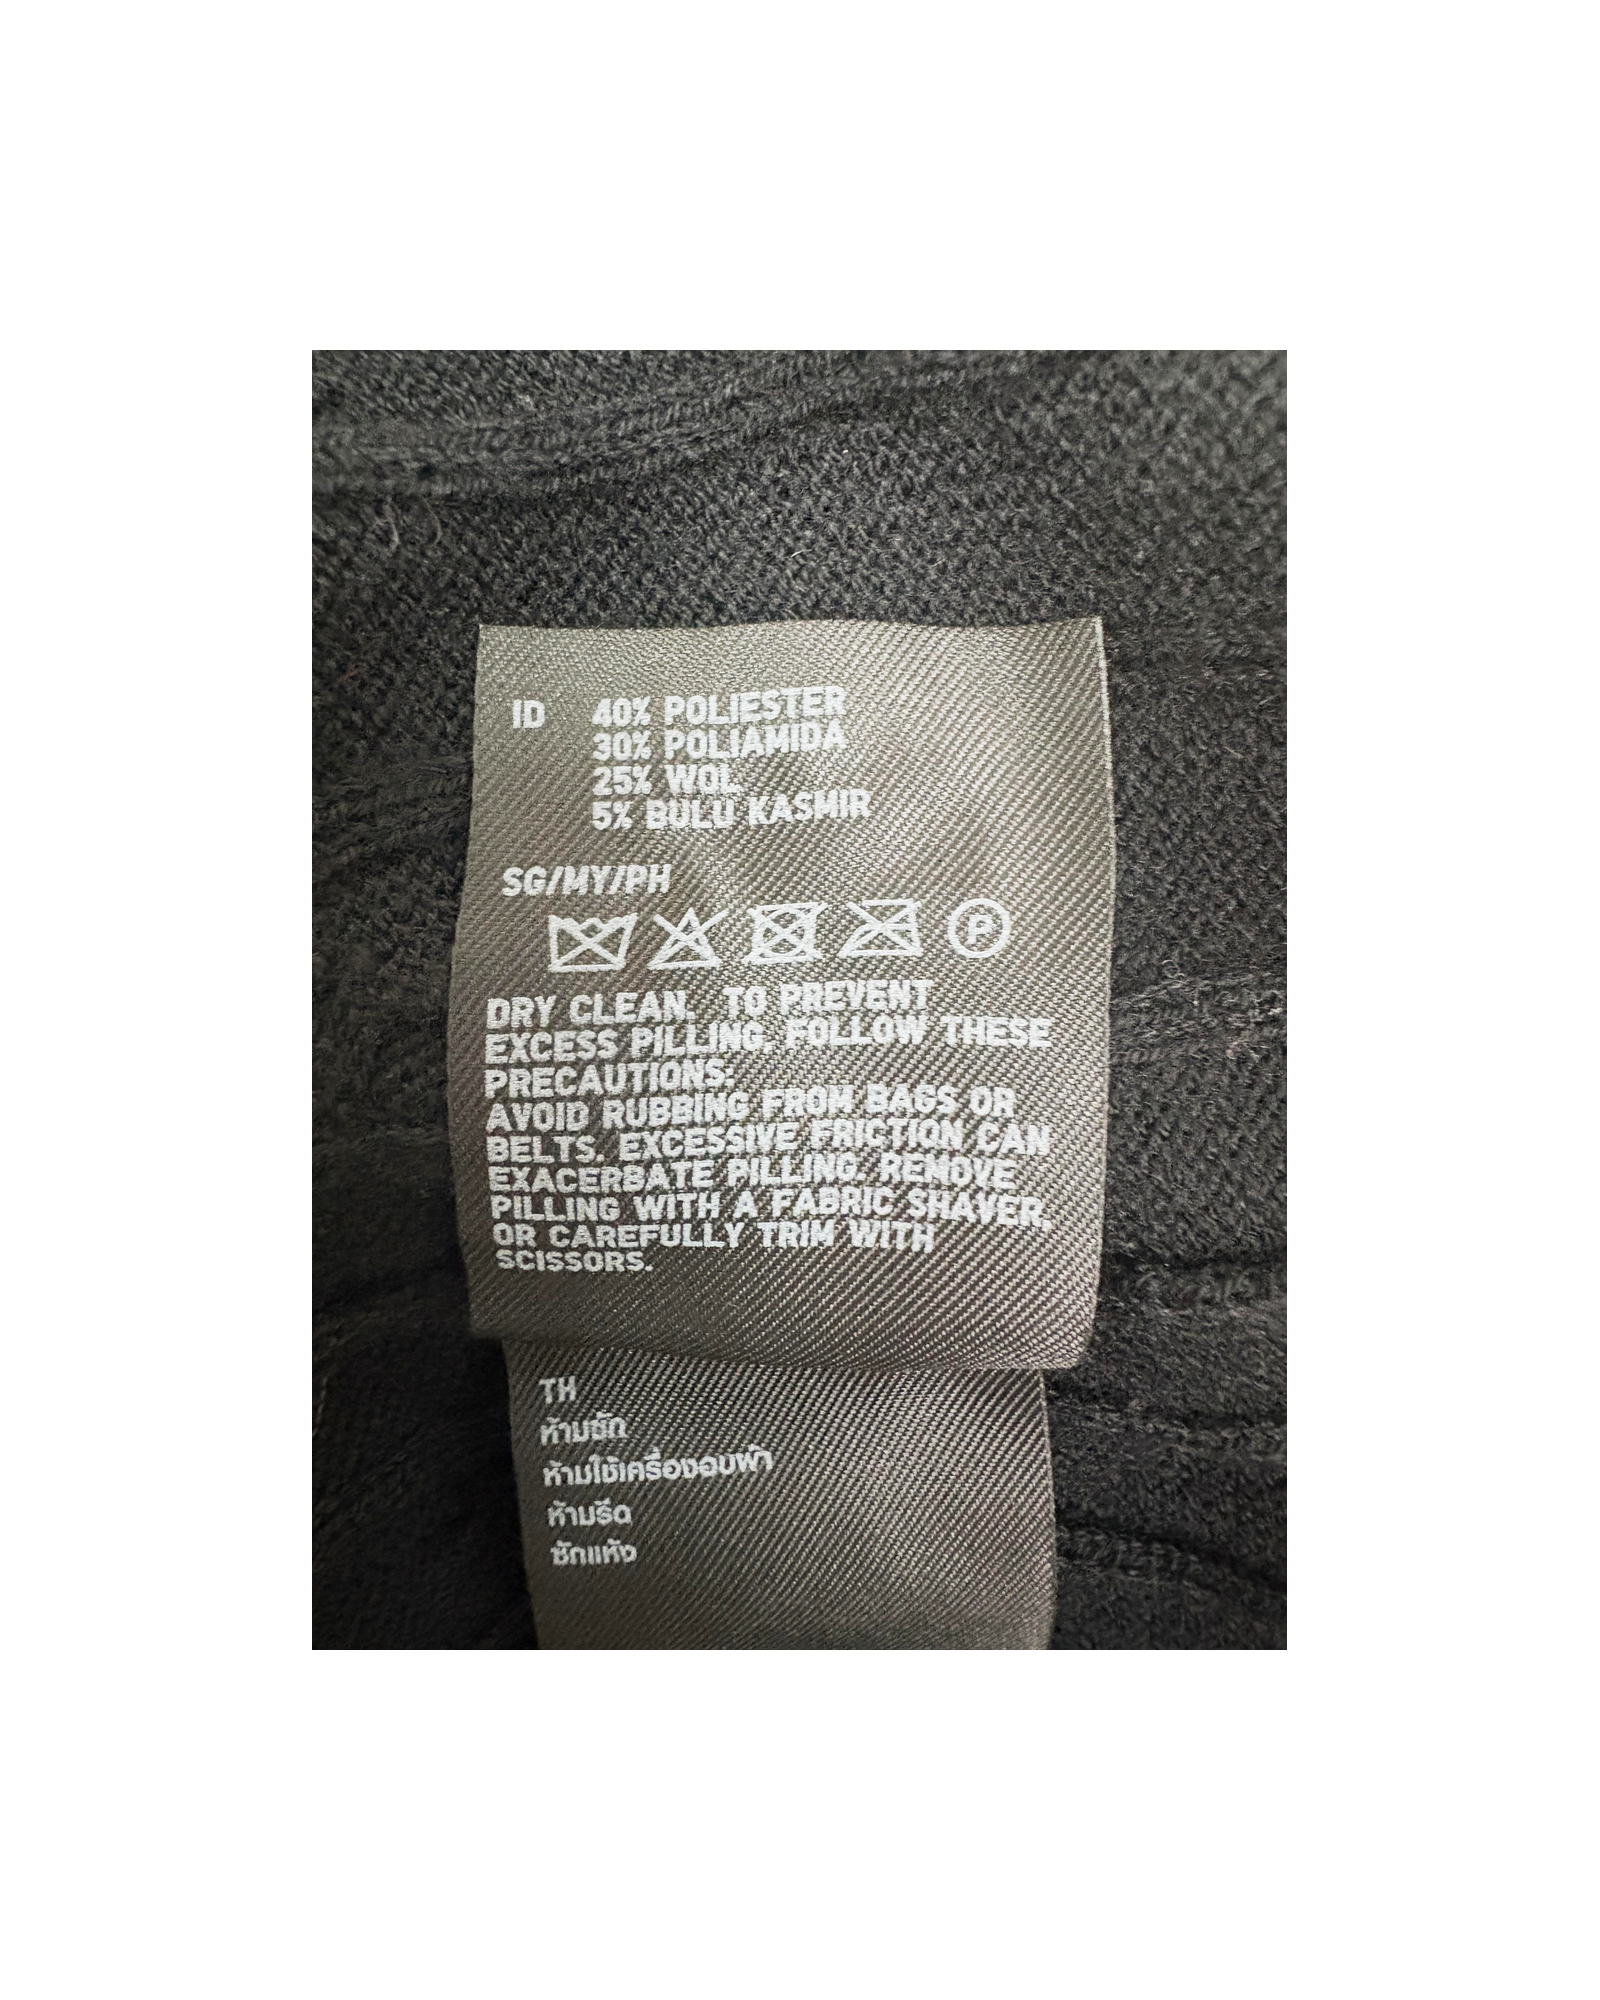 ID 40% POLIESTER
30% POLIAMIDA
25% WOL
5% BULU KASMIR
SG/MY/PH
P
DRY CLEAN. TO PREVENT
EXCESS PILLING, FOLLOW THESE
PRECAUTIONS:
AVOID RUBBING FROM BAGS OR
BELTS. EXCESSIVE FRICTION CAN
EXACERBATE PILLING. REMOVE
PILLING WITH A FABRIC SHAVER,
OR CAREFULLY TRIM WITH
SCISSORS.
TH
ห้ามซัก
ห้ามใช้เครื่องอบผ้า
ห้ามรีด
ซักแห้ง